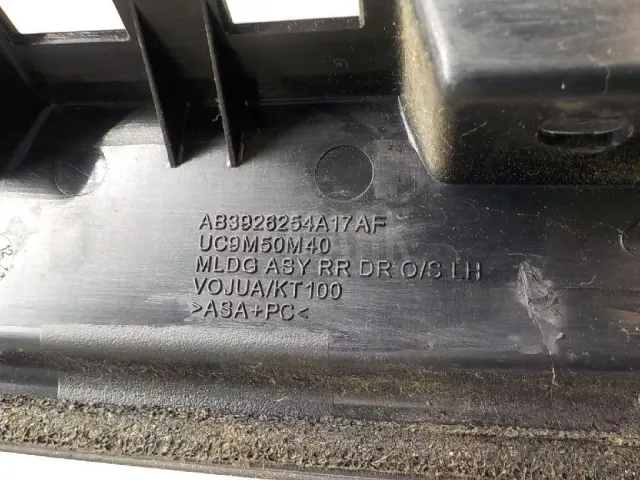 AB3926254A17AF
UC9M50M40
MLDG ASY RR DR O/S LH
VOJUA/KT100
>ASA+PC<